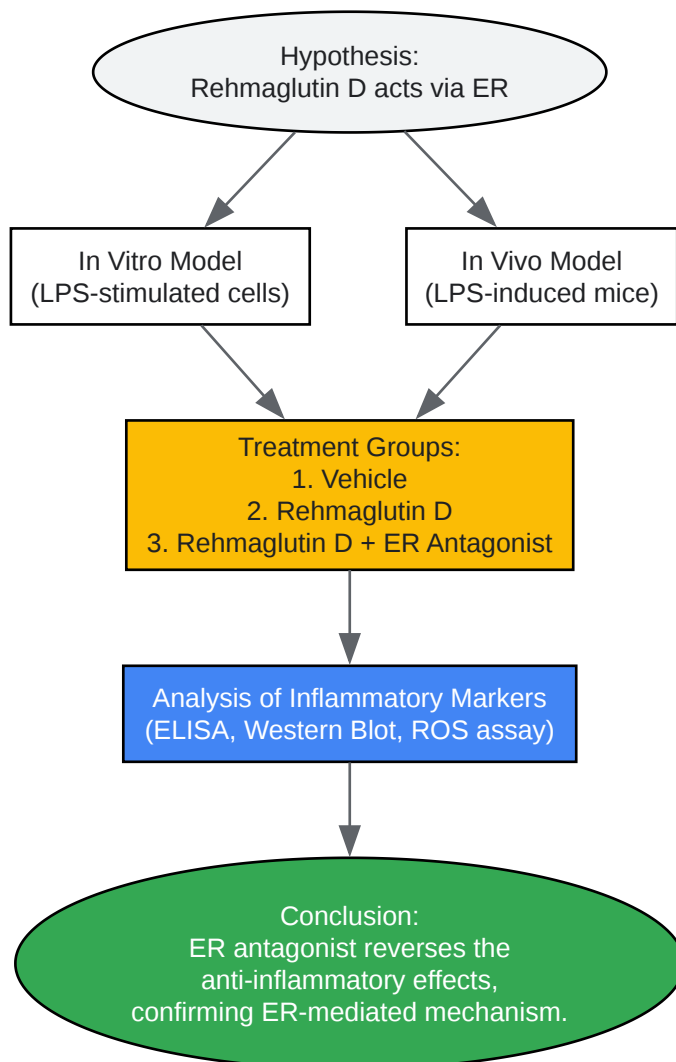 Hypothesis:
Rehmaglutin D acts via ER
In Vitro Model
(LPS-stimulated cells)
In Vivo Model
(LPS-induced mice)
Treatment Groups:
1. Vehicle
2. Rehmaglutin D
3. Rehmaglutin D + ER Antagonist
Analysis of Inflammatory Markers
(ELISA, Western Blot, ROS assay)
Conclusion:
ER antagonist reverses the
anti-inflammatory effects,
confirming ER-mediated mechanism.